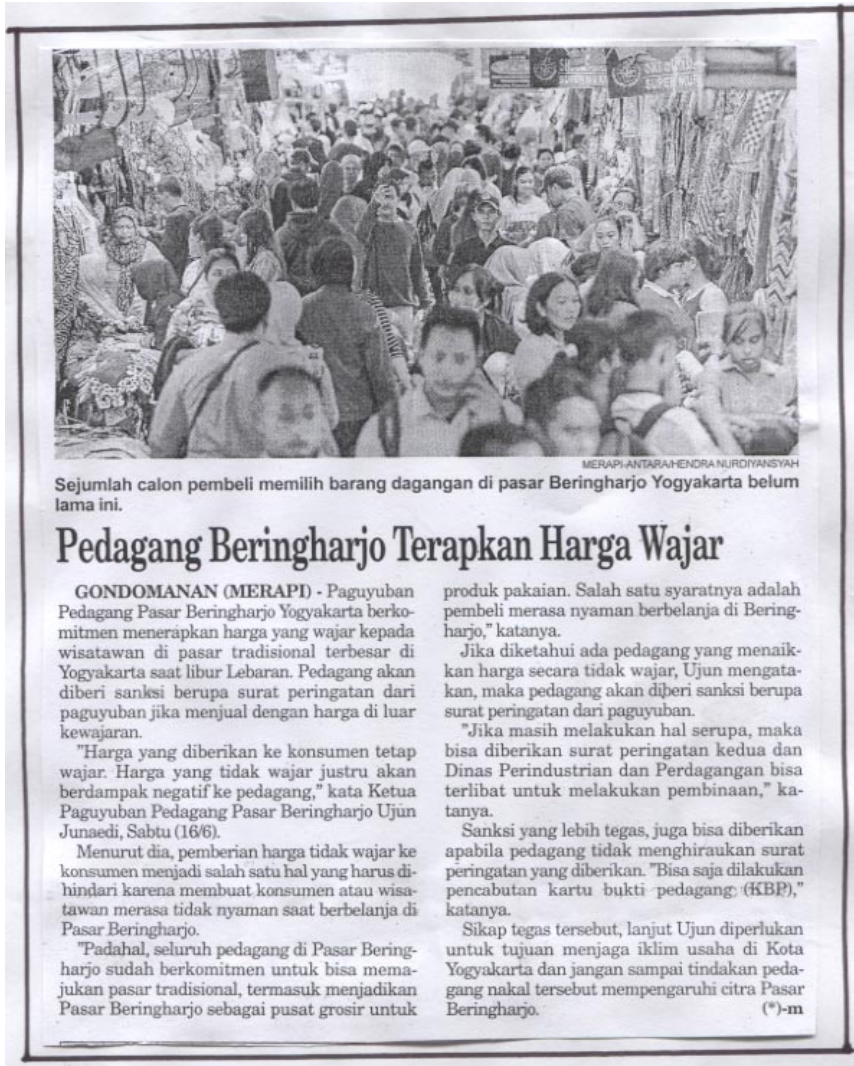 MERAPI-ANTARA/HENDRA NURDIYANSYAH
Sejumlah calon pembeli memilih barang dagangan di pasar Beringharjo Yogyakarta belum
lama ini.
Pedagang Beringharjo Terapkan Harga Wajar
GONDOMANAN (MERAPI) - Paguyuban
Pedagang Pasar Beringharjo Yogyakarta berko-
mitmen menerapkan harga yang wajar kepada
wisatawan di pasar tradisional terbesar di
Yogyakarta saat libur Lebaran. Pedagang akan
diberi sanksi berupa surat peringatan dari
paguyuban jika menjual dengan harga di luar
kewajaran.
"Harga yang diberikan ke konsumen tetap
wajar. Harga yang tidak wajar justru akan
berdampak negatif ke pedagang," kata Ketua
Paguyuban Pedagang Pasar Beringharjo Ujun
Junaedi, Sabtu (16/6).
Menurut dia, pemberian harga tidak wajar ke
konsumen menjadi salah satu hal yang harus di-
hindari karena membuat konsumen atau wisa-
tawan merasa tidak nyaman saat berbelanja di
Pasar Beringharjo.
"Padahal, seluruh pedagang di Pasar Bering-
harjo sudah berkomitmen untuk bisa mema-
jukan pasar tradisional, termasuk menjadikan
Pasar Beringharjo sebagai pusat grosir untuk
produk pakaian. Salah satu syaratnya adalah
pembeli merasa nyaman berbelanja di Bering-
harjo," katanya.
Jika diketahui ada pedagang yang menaik-
kan harga secara tidak wajar, Ujun mengata-
kan, maka pedagang akan diberi sanksi berupa
surat peringatan dari paguyuban.
"Jika masih melakukan hal serupa, maka
bisa diberikan surat peringatan kedua dan
Dinas Perindustrian dan Perdagangan bisa
terlibat untuk melakukan pembinaan," ka-
tanya.
Sanksi yang lebih tegas, juga bisa diberikan
apabila pedagang tidak menghiraukan surat
peringatan yang diberikan. "Bisa saja dilakukan
pencabutan kartu bukti pedagang (KBP),"
katanya.
Sikap tegas tersebut, lanjut Ujun diperlukan
untuk tujuan menjaga iklim usaha di Kota
Yogyakarta dan jangan sampai tindakan peda-
gang nakal tersebut mempengaruhi citra Pasar
Beringharjo. (*)-m